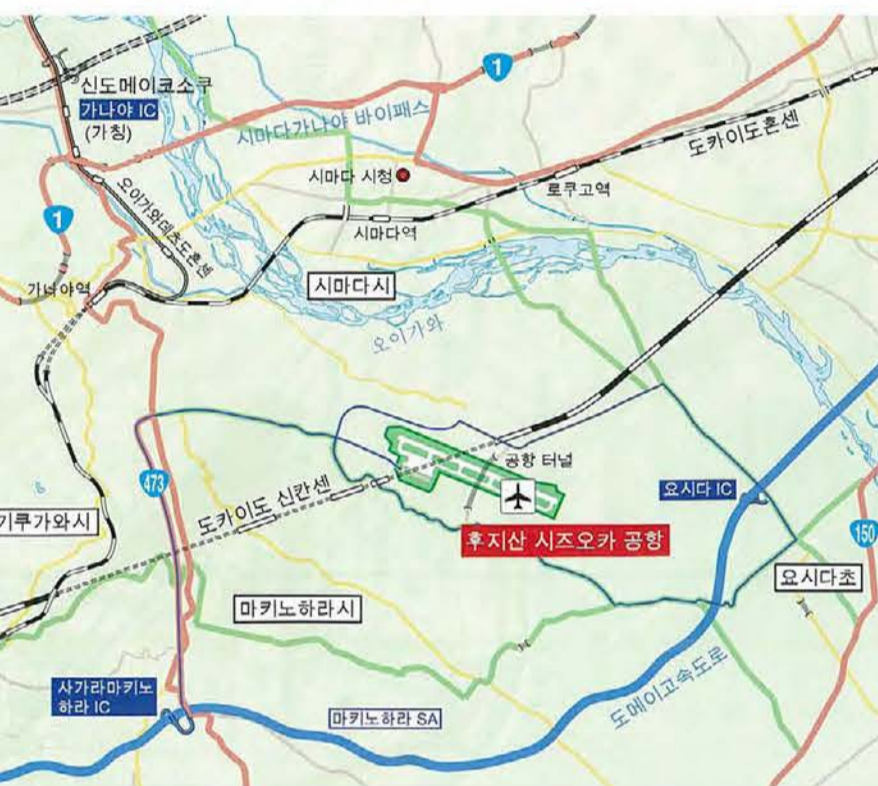 신도메이코소쿠
가나야 IC
(가칭)
1
시마다가나야 바이패스
도카이도혼센
시마다 시청
로쿠고역
1
오이가와데츠도혼센
시마다역
가나야역
시마다시
오이가와
473
도카이도 신칸센
공항 터널
요시다 IC
기쿠가와시
후지산 시즈오카 공항
150
요시다초
마키노하라시
사가라마키노
하라 IC
마키노하라 SA
도메이고속도로